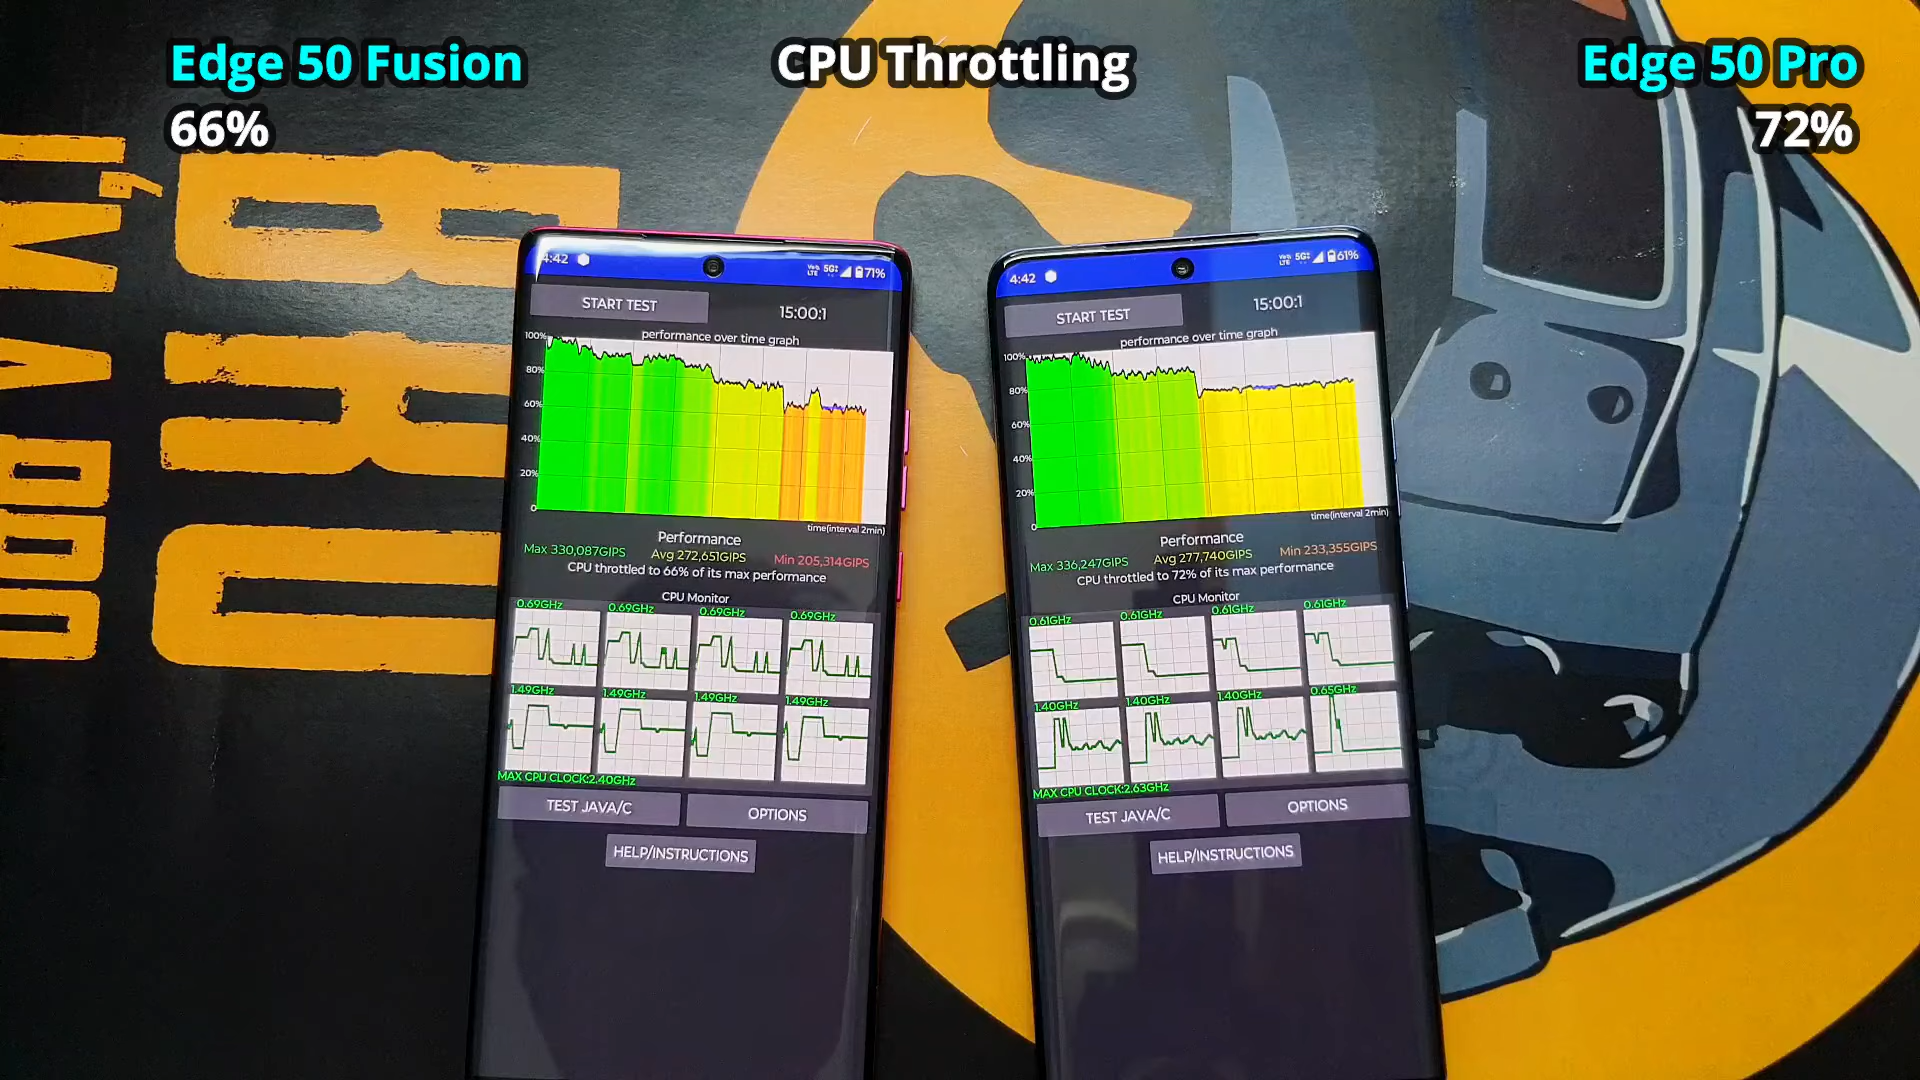 Edge 50 Fusion
66%
CPU Throttling
Edge 50 Pro
72%
4:42
VoLTE 5G 71%
START TEST
15:00:1
performance over time graph
100%
80%
60%
40%
20%
0
time(interval 2min)
Performance
Max 330,087GIPS
Avg 272,651GIPS
Min 205,314GIPS
CPU throttled to 66% of its max performance
CPU Monitor
0.69GHz
0.69GHz
0.69GHz
0.69GHz
1.49GHz
1.49GHz
1.49GHz
1.49GHz
MAX CPU CLOCK:2.40GHz
TEST JAVA/C
OPTIONS
HELP/INSTRUCTIONS
4:42
VoLTE 5G 61%
START TEST
15:00:1
performance over time graph
100%
80%
60%
40%
20%
0
time(interval 2min)
Performance
Max 336,247GIPS
Avg 277,740GIPS
Min 233,355GIPS
CPU throttled to 72% of its max performance
CPU Monitor
0.61GHz
0.61GHz
0.61GHz
0.61GHz
1.40GHz
1.40GHz
1.40GHz
0.65GHz
MAX CPU CLOCK:2.63GHz
TEST JAVA/C
OPTIONS
HELP/INSTRUCTIONS